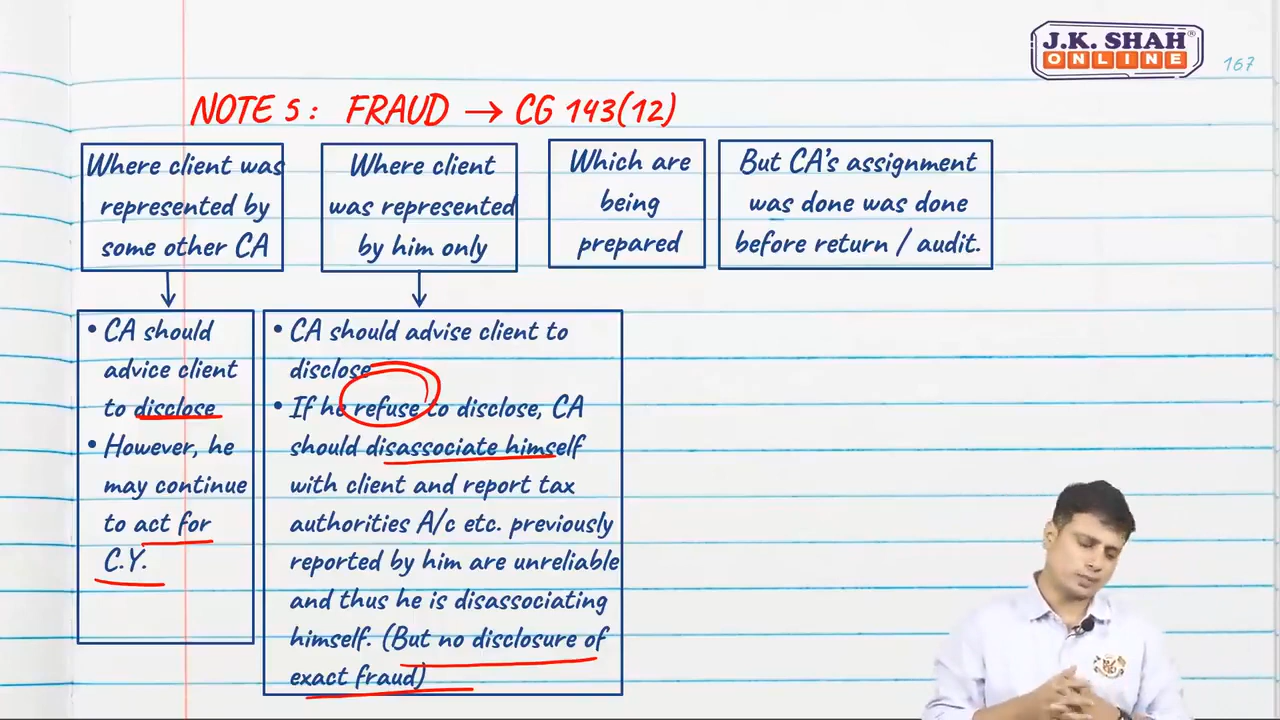 J.K. SHAH®
ONLINE
167
NOTE 5 : FRAUD → CG 143(12)
Where client was
represented by
some other CA
Where client
was represented
by him only
Which are
being
prepared
But CA's assignment
was done was done
before return / audit.
• CA should
advice client
to disclose
• However, he
may continue
to act for
C.Y.
• CA should advise client to
disclose
• If he refuse to disclose, CA
should disassociate himself
with client and report tax
authorities A/c etc. previously
reported by him are unreliable
and thus he is disassociating
himself. (But no disclosure of
exact fraud)